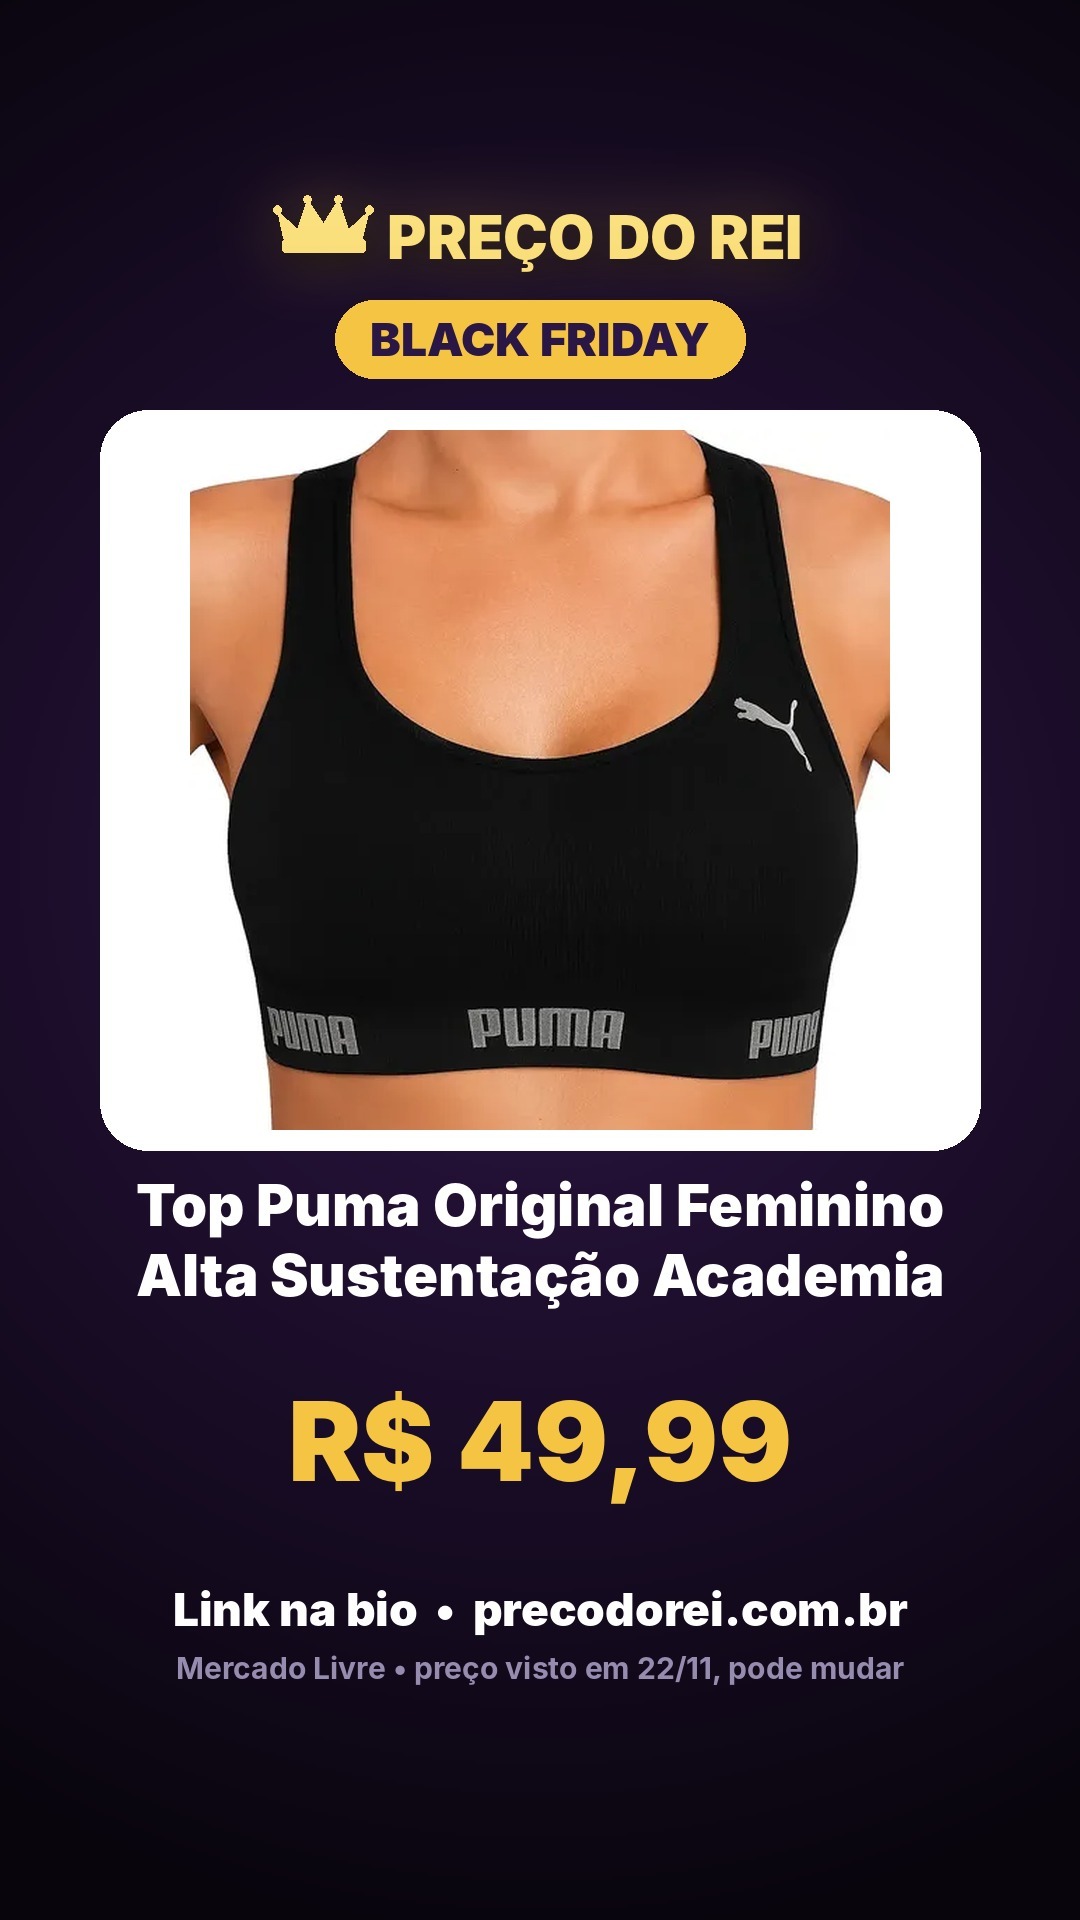 PREÇO DO REI
BLACK FRIDAY
PUMA PUMA PUMA
Top Puma Original Feminino
Alta Sustentação Academia
R$ 49,99
Link na bio • precodorei.com.br
Mercado Livre • preço visto em 22/11, pode mudar